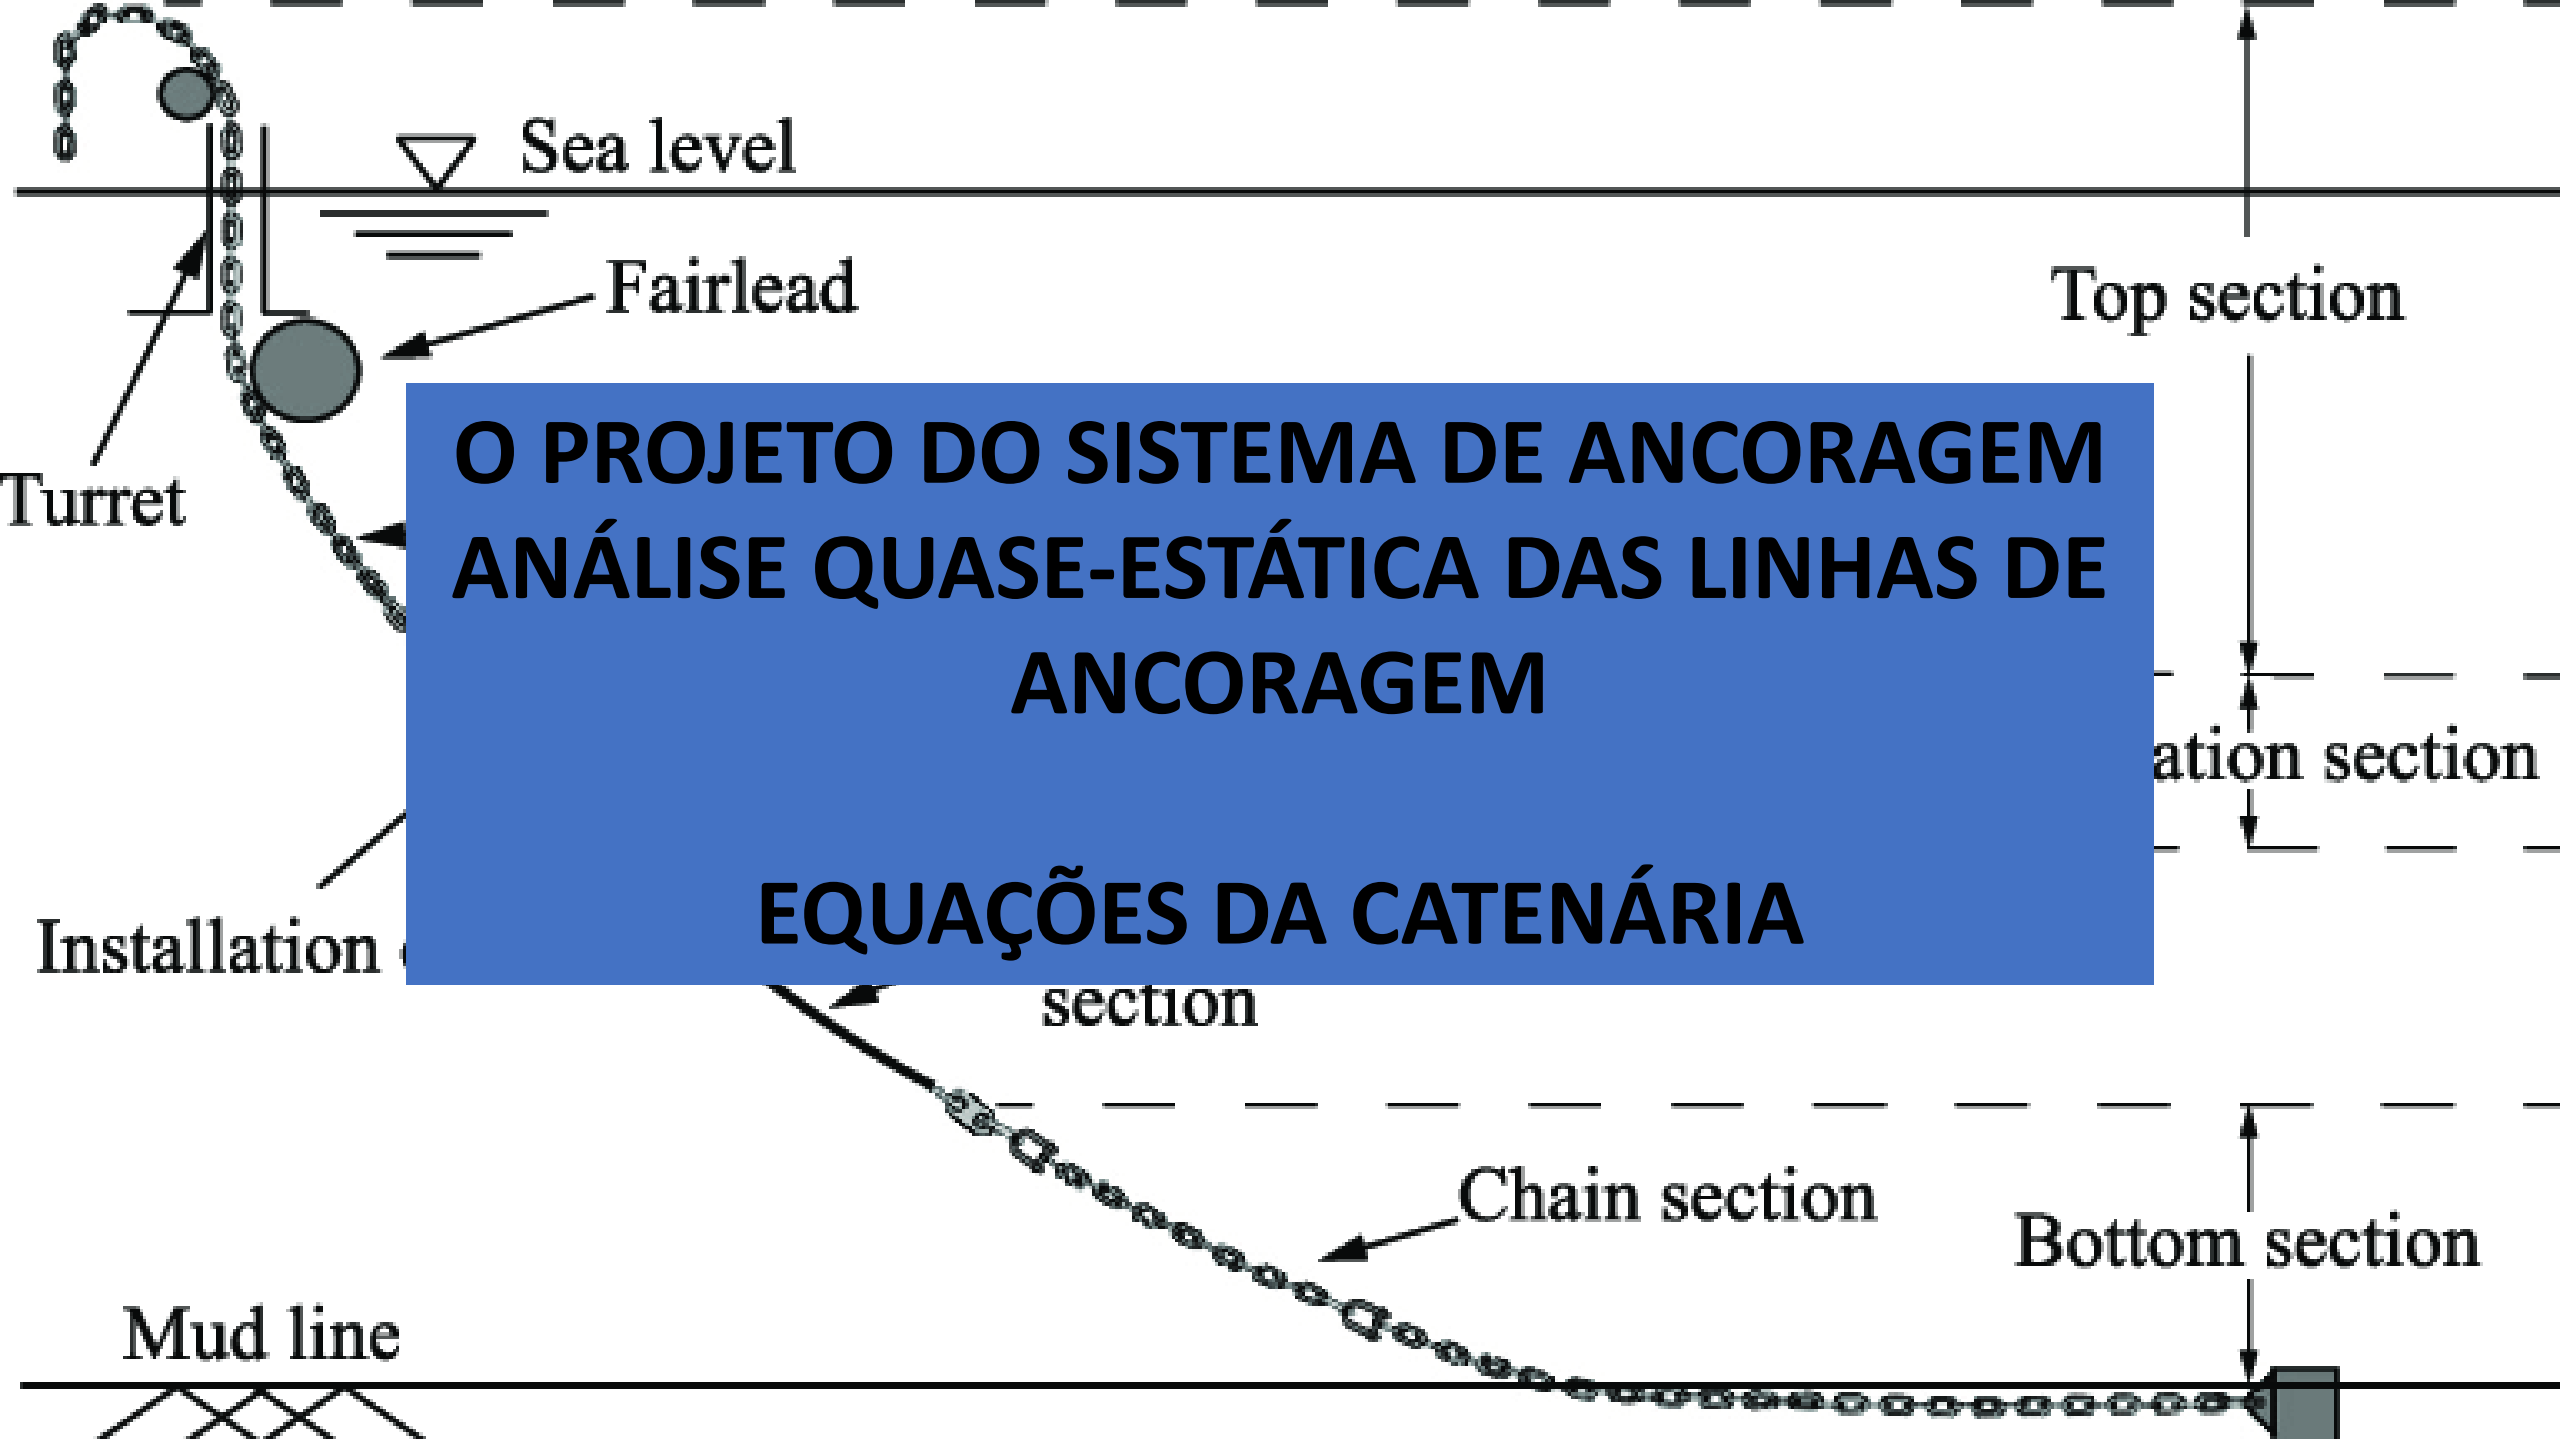 Sea level
Fairlead
Top section
Turret
O PROJETO DO SISTEMA DE ANCORAGEM
ANÁLISE QUASE-ESTÁTICA DAS LINHAS DE
ANCORAGEM
EQUAÇÕES DA CATENÁRIA
section
Installation
section
Chain section
Bottom section
Mud line